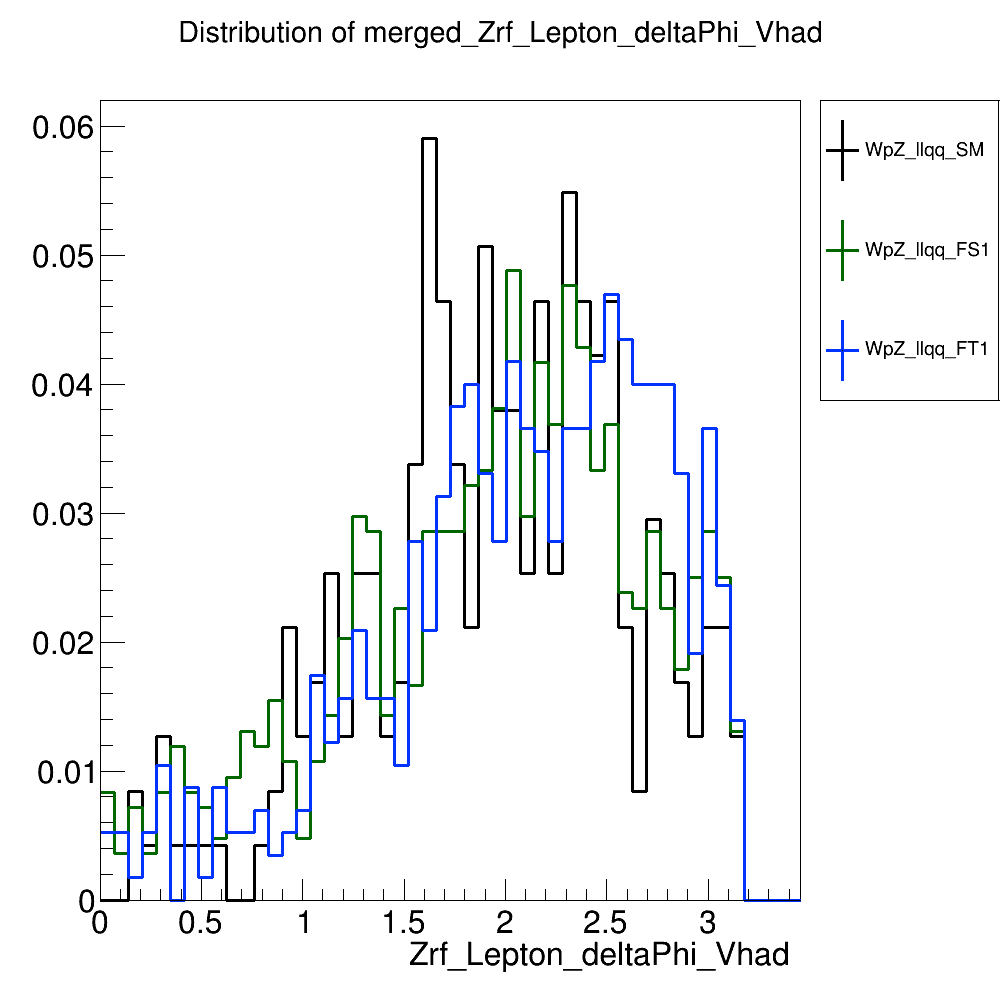 Distribution of merged_Zrf_Lepton_deltaPhi_Vhad
0.06
0.05
0.04
0.03
0.02
0.01
0
0 0.5 1 1.5 2 2.5 3
Zrf_Lepton_deltaPhi_Vhad
WpZ_llqq_SM
WpZ_llqq_FS1
WpZ_llqq_FT1